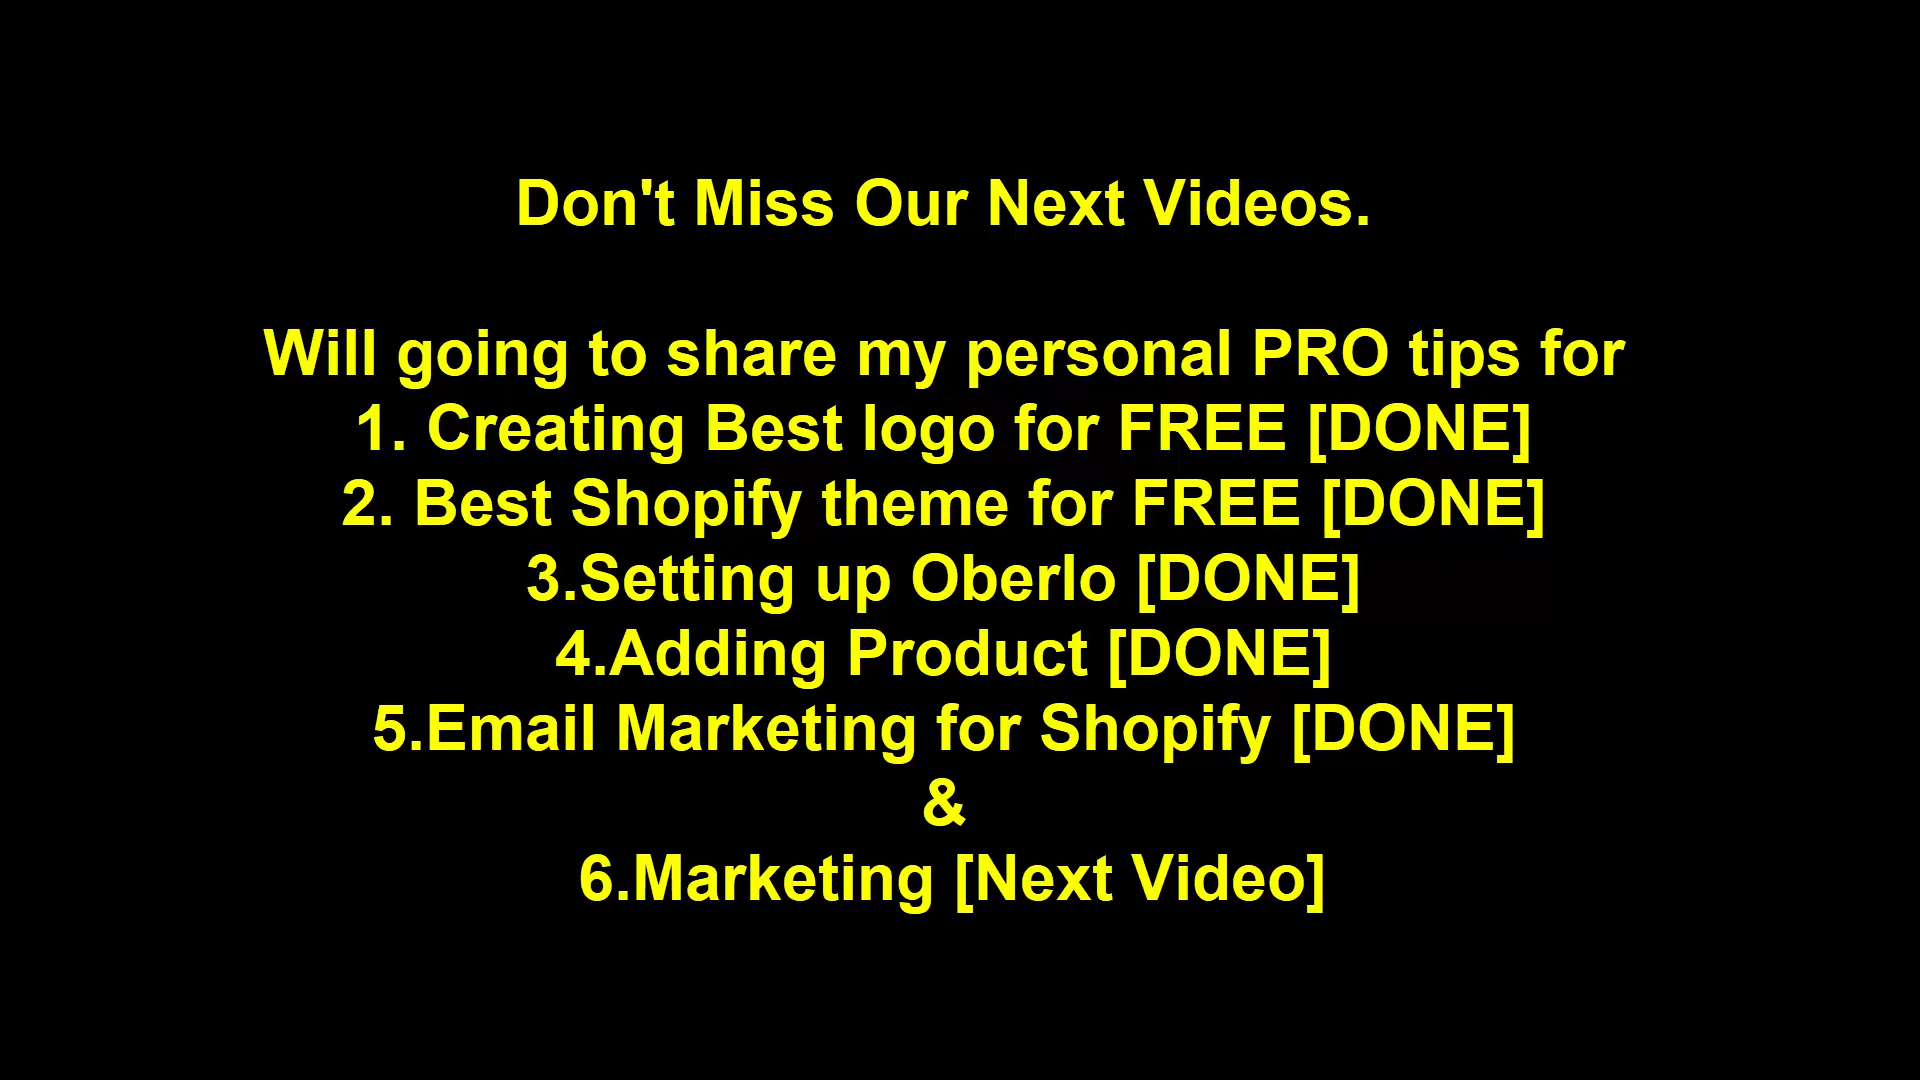 Don't Miss Our Next Videos.
Will going to share my personal PRO tips for
1. Creating Best logo for FREE [DONE]
2. Best Shopify theme for FREE [DONE]
3.Setting up Oberlo [DONE]
4.Adding Product [DONE]
5.Email Marketing for Shopify [DONE]
&
6.Marketing [Next Video]